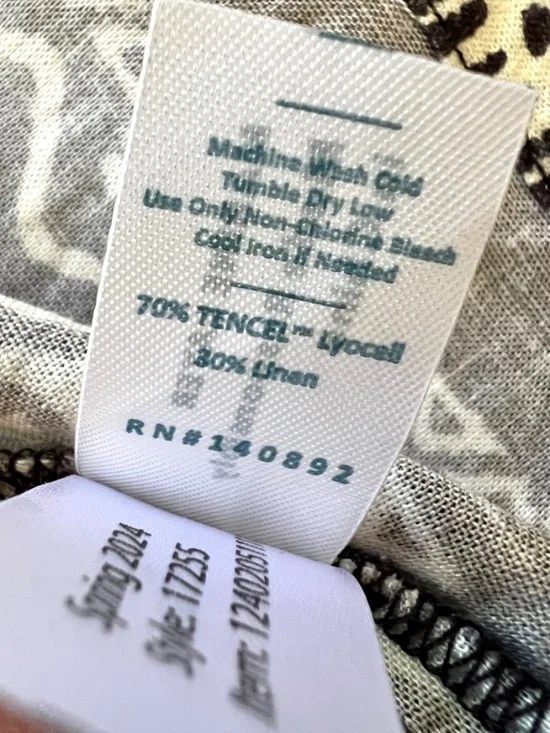 Machine Wash Cold
Tumble Dry Low
Use Only Non-Chlorine Bleach
Cool Iron If Needed
70% TENCEL™ Lyocell
30% Linen
RN#140892
Spring 2024
Style: 17255
Item: